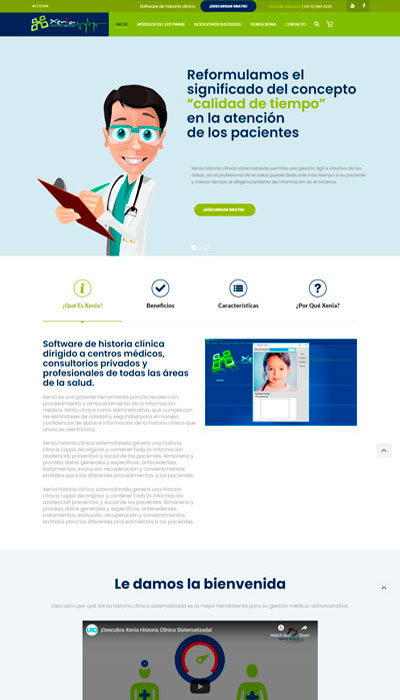 ACCEDER
Software de historia clínica
¡DESCARGAR GRATIS!
Xenia
INICIO
MÓDULOS DEL SOFTWARE
RESOLVEMOS SUS DUDAS
TIENDA XENIA
CONTACTO
Reformulamos el
significado del concepto
“calidad de tiempo”
en la atención
de los pacientes
Xenia historia clínica sistematizada permite una gestión ágil e intuitiva de los
datos, así el profesional de la salud puede dedicarle más tiempo a su paciente
y menos tiempo al diligenciamiento de información en el sistema.
¡DESCARGAR GRATIS!
¿Qué Es Xenia?
Beneficios
Características
¿Por Qué Xenia?
Software de historia clínica
dirigido a centros médicos,
consultorios privados y
profesionales de todas las áreas
de la salud.
Xenia es una potente herramienta para la recolección,
procesamiento y almacenamiento de la información
médica, tanto clínica como administrativa, que cumple con
los estándares de calidad y seguridad para el manejo
confidencial de datos e información de la historia clínica que
ahora es electrónica.
Xenia historia clínica sistematizada genera una historia
clínica capaz de originar y contener toda la información
asistencial, preventiva y social de los pacientes. Almacena y
procesa datos generales y específicos, antecedentes,
tratamientos, evolución, recuperación y consentimientos
emitidos para los diferentes procedimientos a los pacientes.
Xenia historia clínica sistematizada genera una historia
clínica capaz de originar y contener toda la información
asistencial, preventiva y social de los pacientes. Almacena y
procesa datos generales y específicos, antecedentes,
tratamientos, evolución, recuperación y consentimientos
emitidos para los diferentes procedimientos a los pacientes.
Le damos la bienvenida
Descubra por qué Xenia historia clínica sistematizada es la mejor herramienta para su gestión médico-administrativa.
¡Descubra Xenia Historia Clínica Sistematizada!
Share